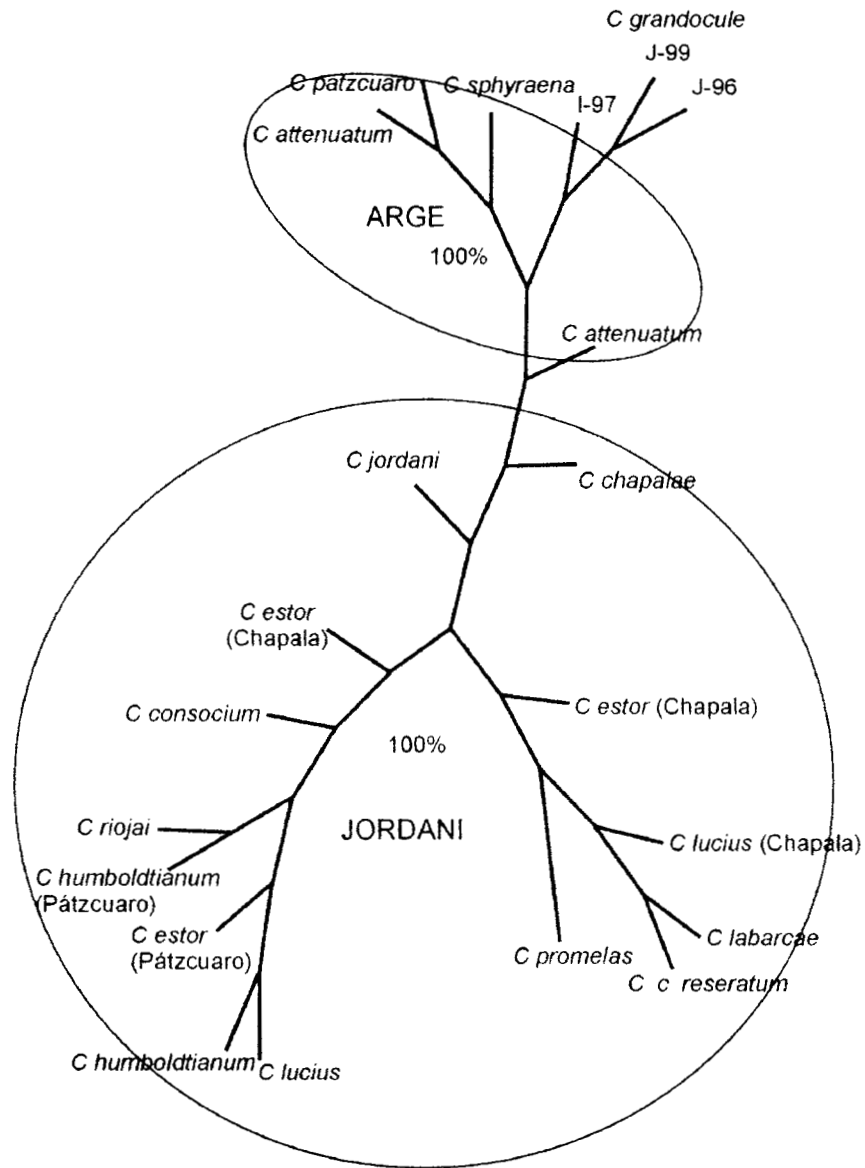 C grandocule
J-99
J-96
C patzcuaro
C sphyraena
I-97
C attenuatum
ARGE
100%
C attenuatum
C jordani
C chapalae
C estor
(Chapala)
C estor (Chapala)
C consocium
100%
JORDANI
C riojai
C lucius (Chapala)
C humboldtianum
(Pátzcuaro)
C estor
(Pátzcuaro)
C labarcae
C promelas
C c reseratum
C humboldtianum
C lucius